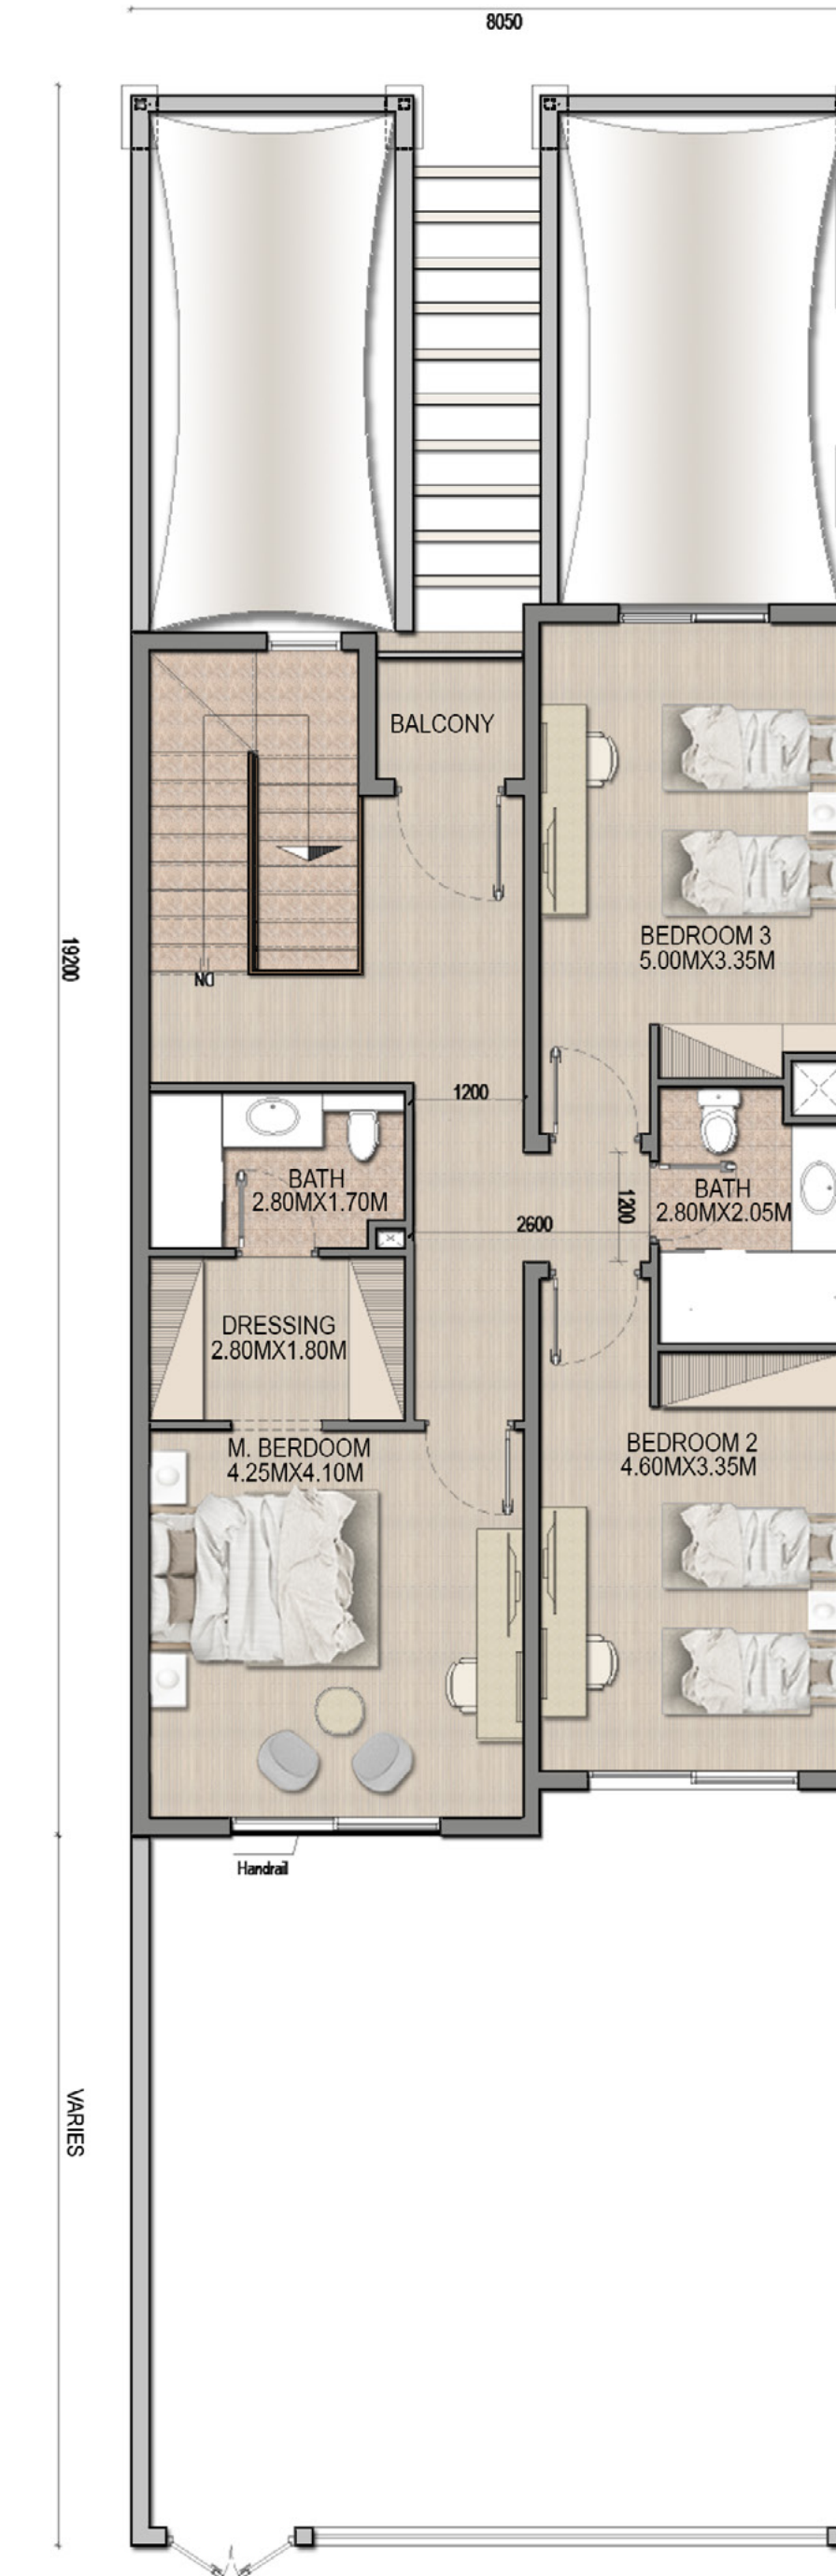 8050
BALCONY
BEDROOM 3
5.00MX3.35M
19200
DN
1200
BATH
2.80MX1.70M
1200
BATH
2.80MX2.05M
2600
DRESSING
2.80MX1.80M
M. BERDOOM
4.25MX4.10M
BEDROOM 2
4.60MX3.35M
Handrail
VARIES